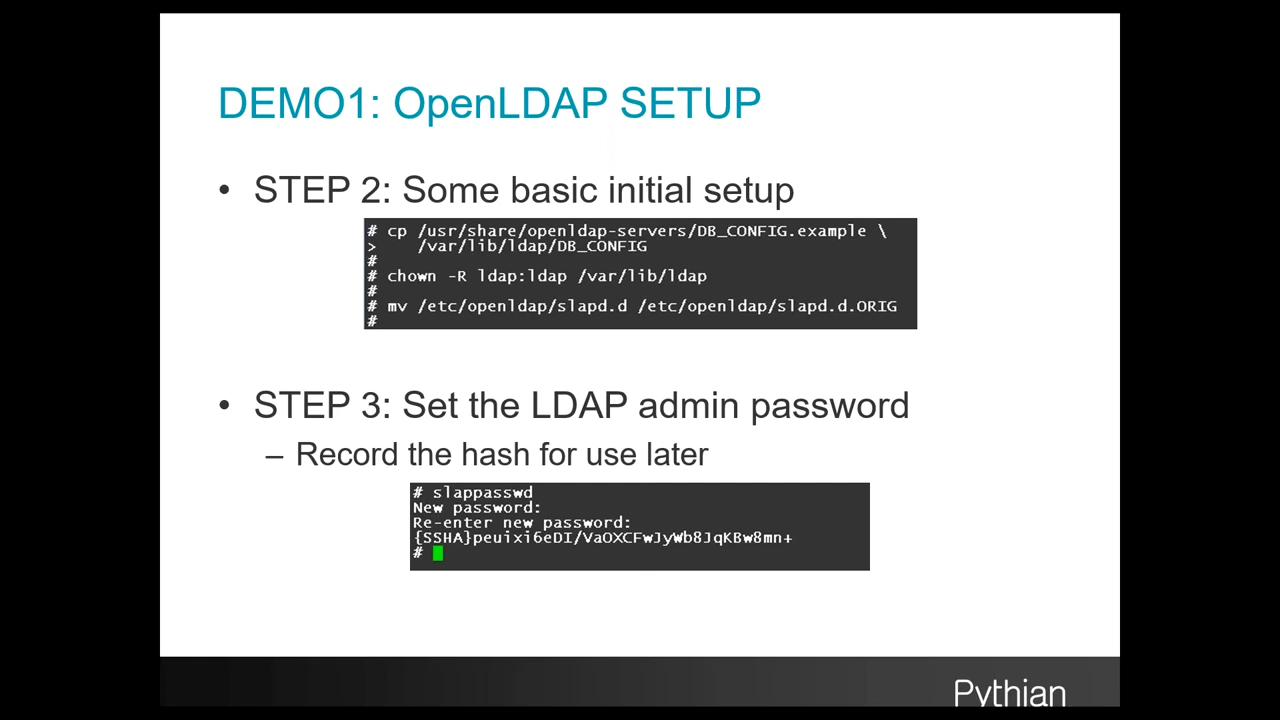 DEMO1: OpenLDAP SETUP
• STEP 2: Some basic initial setup
# cp /usr/share/openldap-servers/DB_CONFIG.example \
>    /var/lib/ldap/DB_CONFIG
#
# chown -R ldap:ldap /var/lib/ldap
#
# mv /etc/openldap/slapd.d /etc/openldap/slapd.d.ORIG
#
• STEP 3: Set the LDAP admin password
– Record the hash for use later
# slappasswd
New password:
Re-enter new password:
{SSHA}peuixi6eDI/VaOXCFwJyWb8JqKBw8mn+
#
Pythian